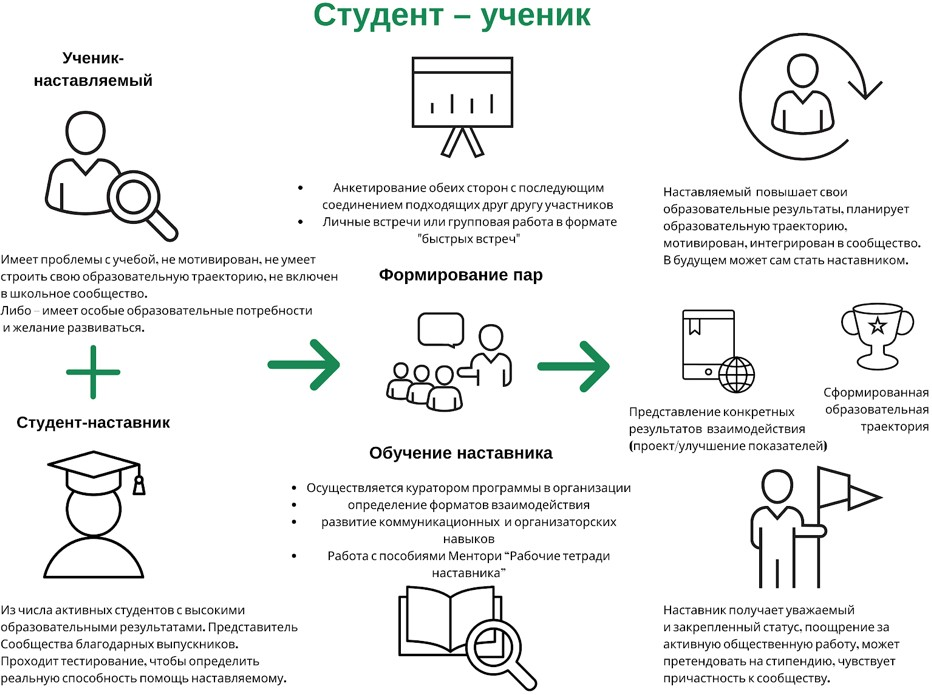 Студент – ученик
Ученик-
наставляемый
Имеет проблемы с учебой, не мотивирован, не умеет
строить свою образовательную траекторию, не включен
в школьное сообщество.
Либо – имеет особые образовательные потребности
и желание развиваться.
Студент-наставник
Из числа активных студентов с высокими
образовательными результатами. Представитель
Сообщества благодарных выпускников.
Проходит тестирование, чтобы определить
реальную способность помощь наставляемому.
• Анкетирование обеих сторон с последующим
соединением подходящих друг другу участников
• Личные встречи или групповая работа в формате
"быстрых встреч"
Формирование пар
Обучение наставника
• Осуществляется куратором программы в организации
• определение форматов взаимодействия
• развитие коммуникационных и организаторских
навыков
• Работа с пособиями Ментори “Рабочие тетради
наставника”
Наставляемый повышает свои
образовательные результаты, планирует
образовательную траекторию,
мотивирован, интегрирован в сообщество.
В будущем может сам стать наставником.
Представление конкретных
результатов взаимодействия
(проект/улучшение показателей)
Сформированная
образовательная
траектория
Наставник получает уважаемый
и закрепленный статус, поощрение за
активную общественную работу, может
претендовать на стипендию, чувствует
причастность к сообществу.